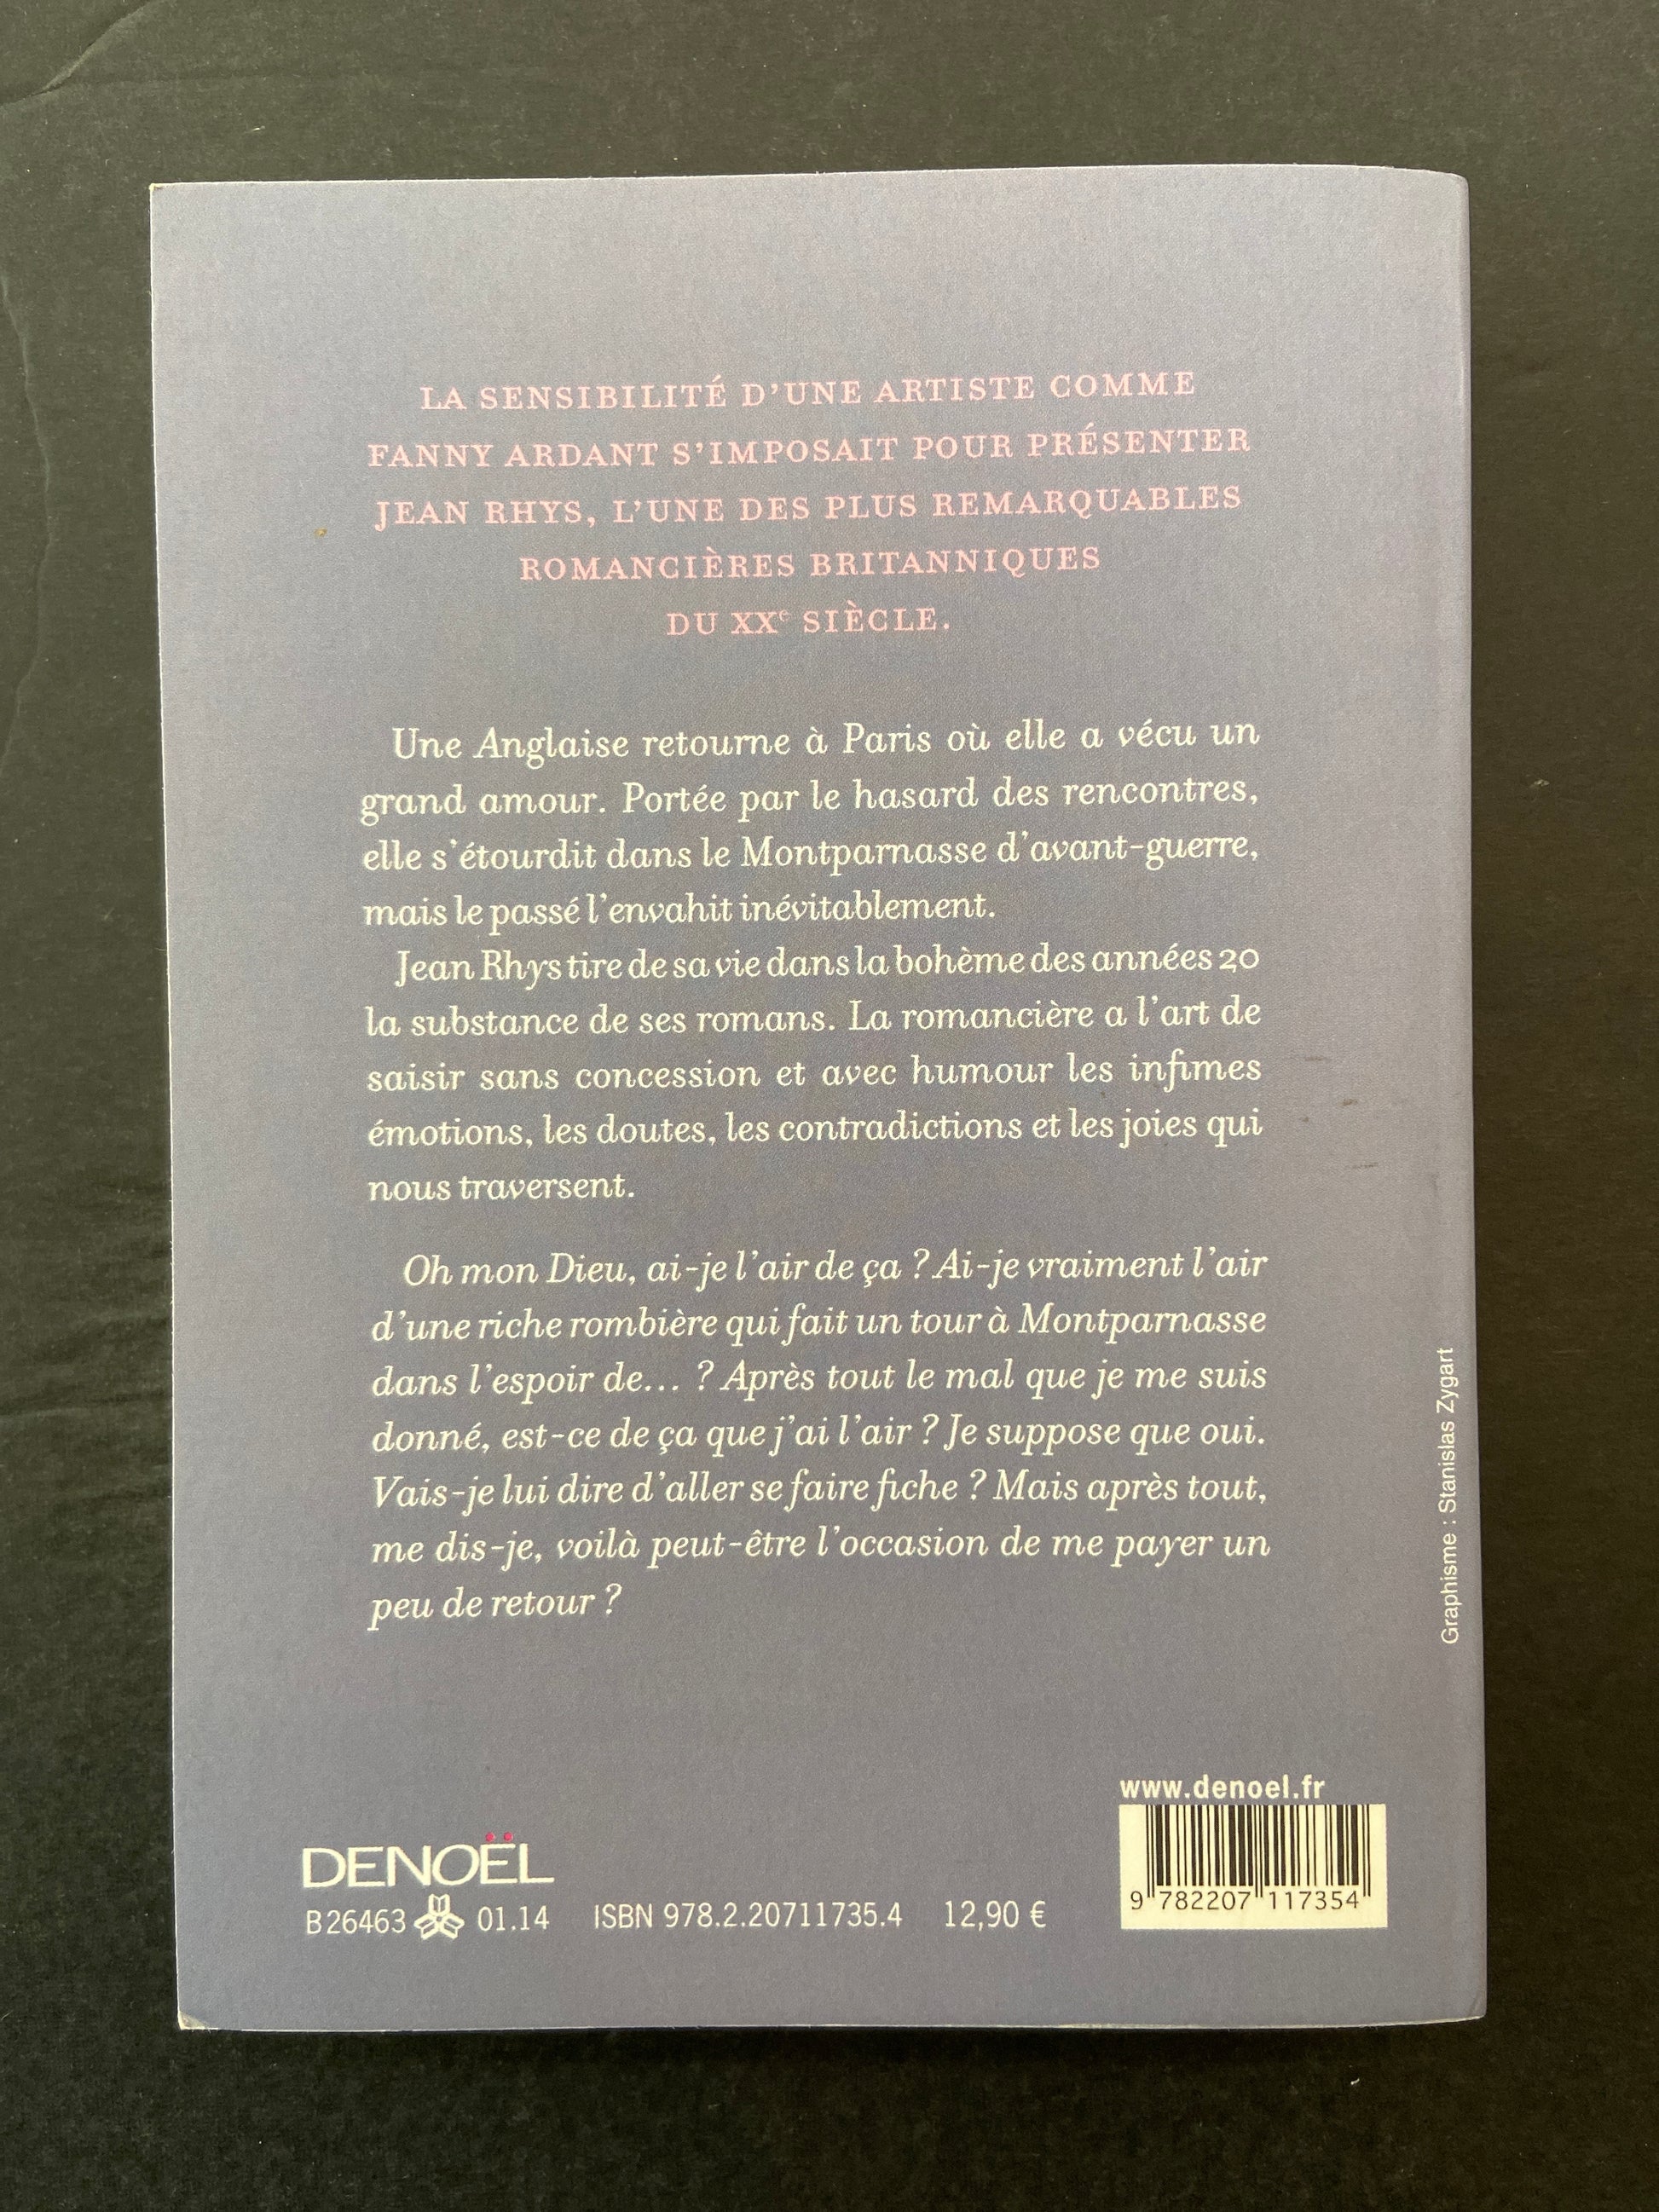 LA SENSIBILITÉ D'UNE ARTISTE COMME
FANNY ARDANT S'IMPOSAIT POUR PRÉSENTER
JEAN RHYS, L'UNE DES PLUS REMARQUABLES
ROMANCIÈRES BRITANNIQUES
DU XXe SIÈCLE.
Une Anglaise retourne à Paris où elle a vécu un
grand amour. Portée par le hasard des rencontres,
elle s'étourdit dans le Montparnasse d'avant-guerre,
mais le passé l'envahit inévitablement.
Jean Rhys tire de sa vie dans la bohème des années 20
la substance de ses romans. La romancière a l'art de
saisir sans concession et avec humour les infimes
émotions, les doutes, les contradictions et les joies qui
nous traversent.
Oh mon Dieu, ai-je l'air de ça ? Ai-je vraiment l'air
d'une riche rombière qui fait un tour à Montparnasse
dans l'espoir de... ? Après tout le mal que je me suis
donné, est-ce de ça que j'ai l'air ? Je suppose que oui.
Vais-je lui dire d'aller se faire fiche ? Mais après tout,
me dis-je, voilà peut-être l'occasion de me payer un
peu de retour ?
Graphisme : Stanislas Zygart
www.denoel.fr
DENOËL
B26463 01.14 ISBN 978.2.20711735.4 12,90 €
9 782207 117354